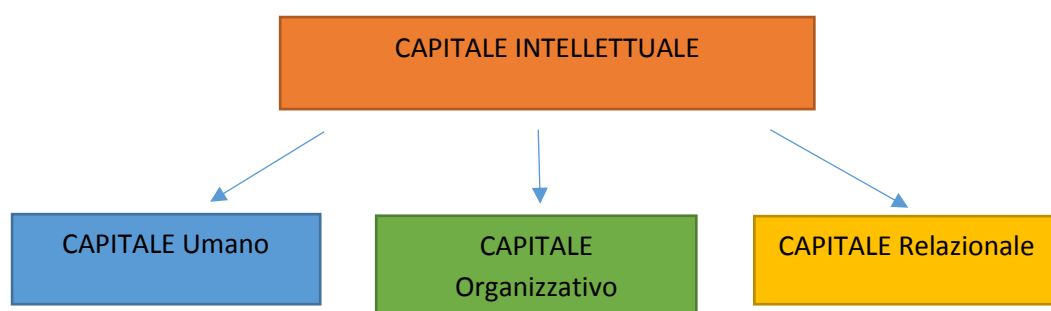 CAPITALE INTELLETTUALE
CAPITALE Umano
CAPITALE
Organizzativo
CAPITALE Relazionale